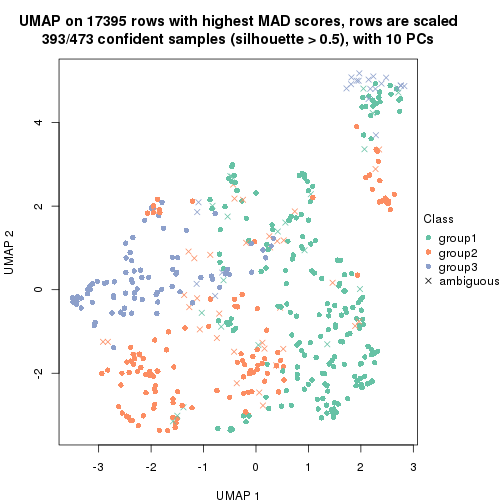 UMAP on 17395 rows with highest MAD scores, rows are scaled
393/473 confident samples (silhouette > 0.5), with 10 PCs
UMAP 2
4
2
0
-2
-3
-2
-1
0
1
2
3
UMAP 1
Class
group1
group2
group3
ambiguous